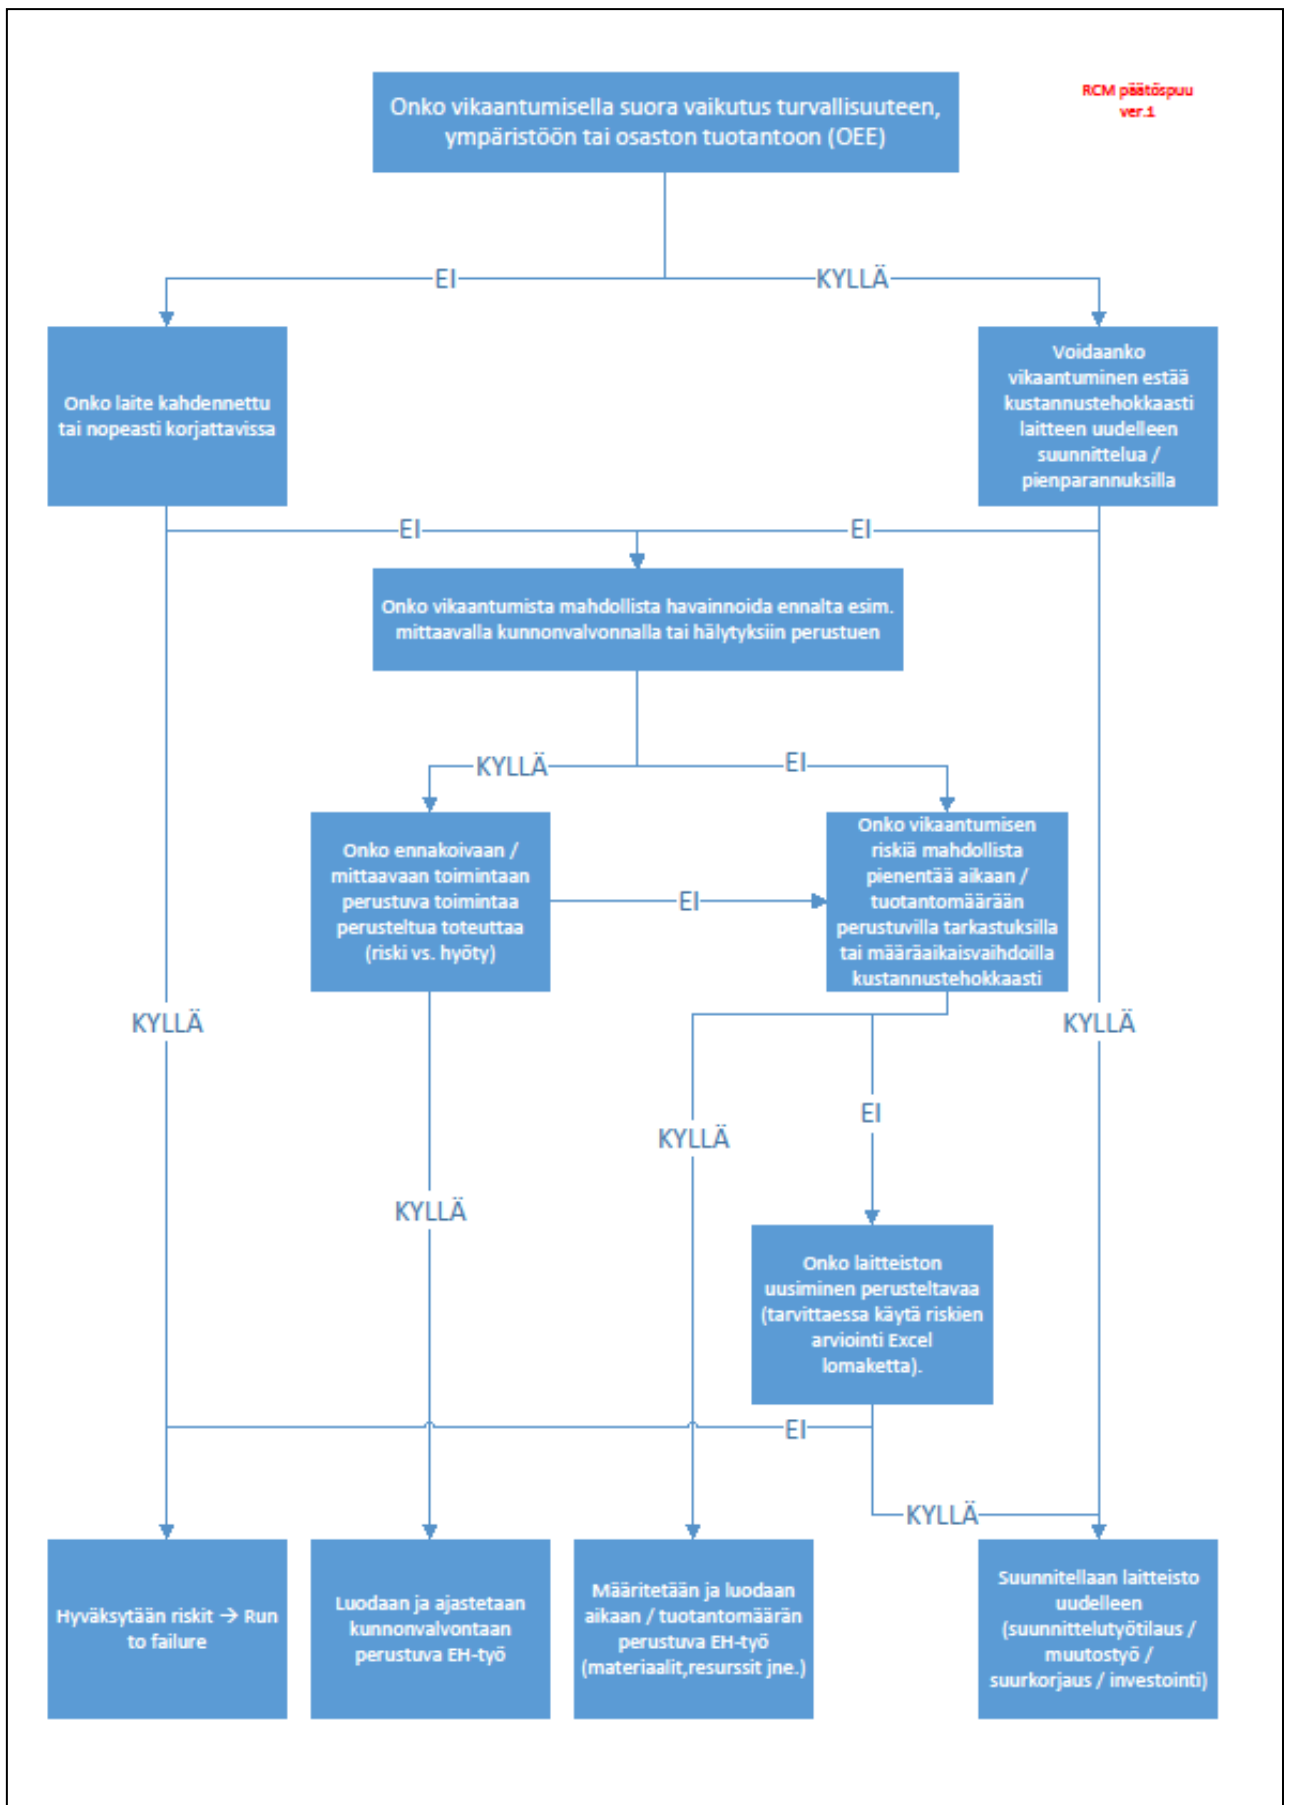 Onko vikaantumisella suora vaikutus turvallisuuteen,
ympäristöön tai osaston tuotantoon (OEE)
RCM päätöspuu
ver.1
EI
KYLLÄ
Onko laite kahdennettu
tai nopeasti korjattavissa
Voidaanko
vikaantuminen estää
kustannustehokkaasti
laitteen uudelleen
suunnittelua /
pienparannuksilla
EI
EI
Onko vikaantumista mahdollista havainnoida ennalta esim.
mittaavalla kunnonvalvonnalla tai hälytyksiin perustuen
KYLLÄ
EI
Onko ennakoivaan /
mittaavaan toimintaan
perustuva toimintaa
perusteltua toteuttaa
(riski vs. hyöty)
EI
Onko vikaantumisen
riskiä mahdollista
pienentää aikaan /
tuotantomäärään
perustuvilla tarkastuksilla
tai määräaikaisvaihdoilla
kustannustehokkaasti
KYLLÄ
KYLLÄ
EI
KYLLÄ
KYLLÄ
Onko laitteiston
uusiminen perusteltavaa
(tarvittaessa käytä riskien
arviointi Excel
lomaketta).
EI
KYLLÄ
Hyväksytään riskit → Run
to failure
Luodaan ja ajastetaan
kunnonvalvontaan
perustuva EH-työ
Määritetään ja luodaan
aikaan / tuotantomäärän
perustuva EH-työ
(materiaalit,resurssit jne.)
Suunnitellaan laitteisto
uudelleen
(suunnittelutyötilaus /
muutostyö /
suurkorjaus / investointi)